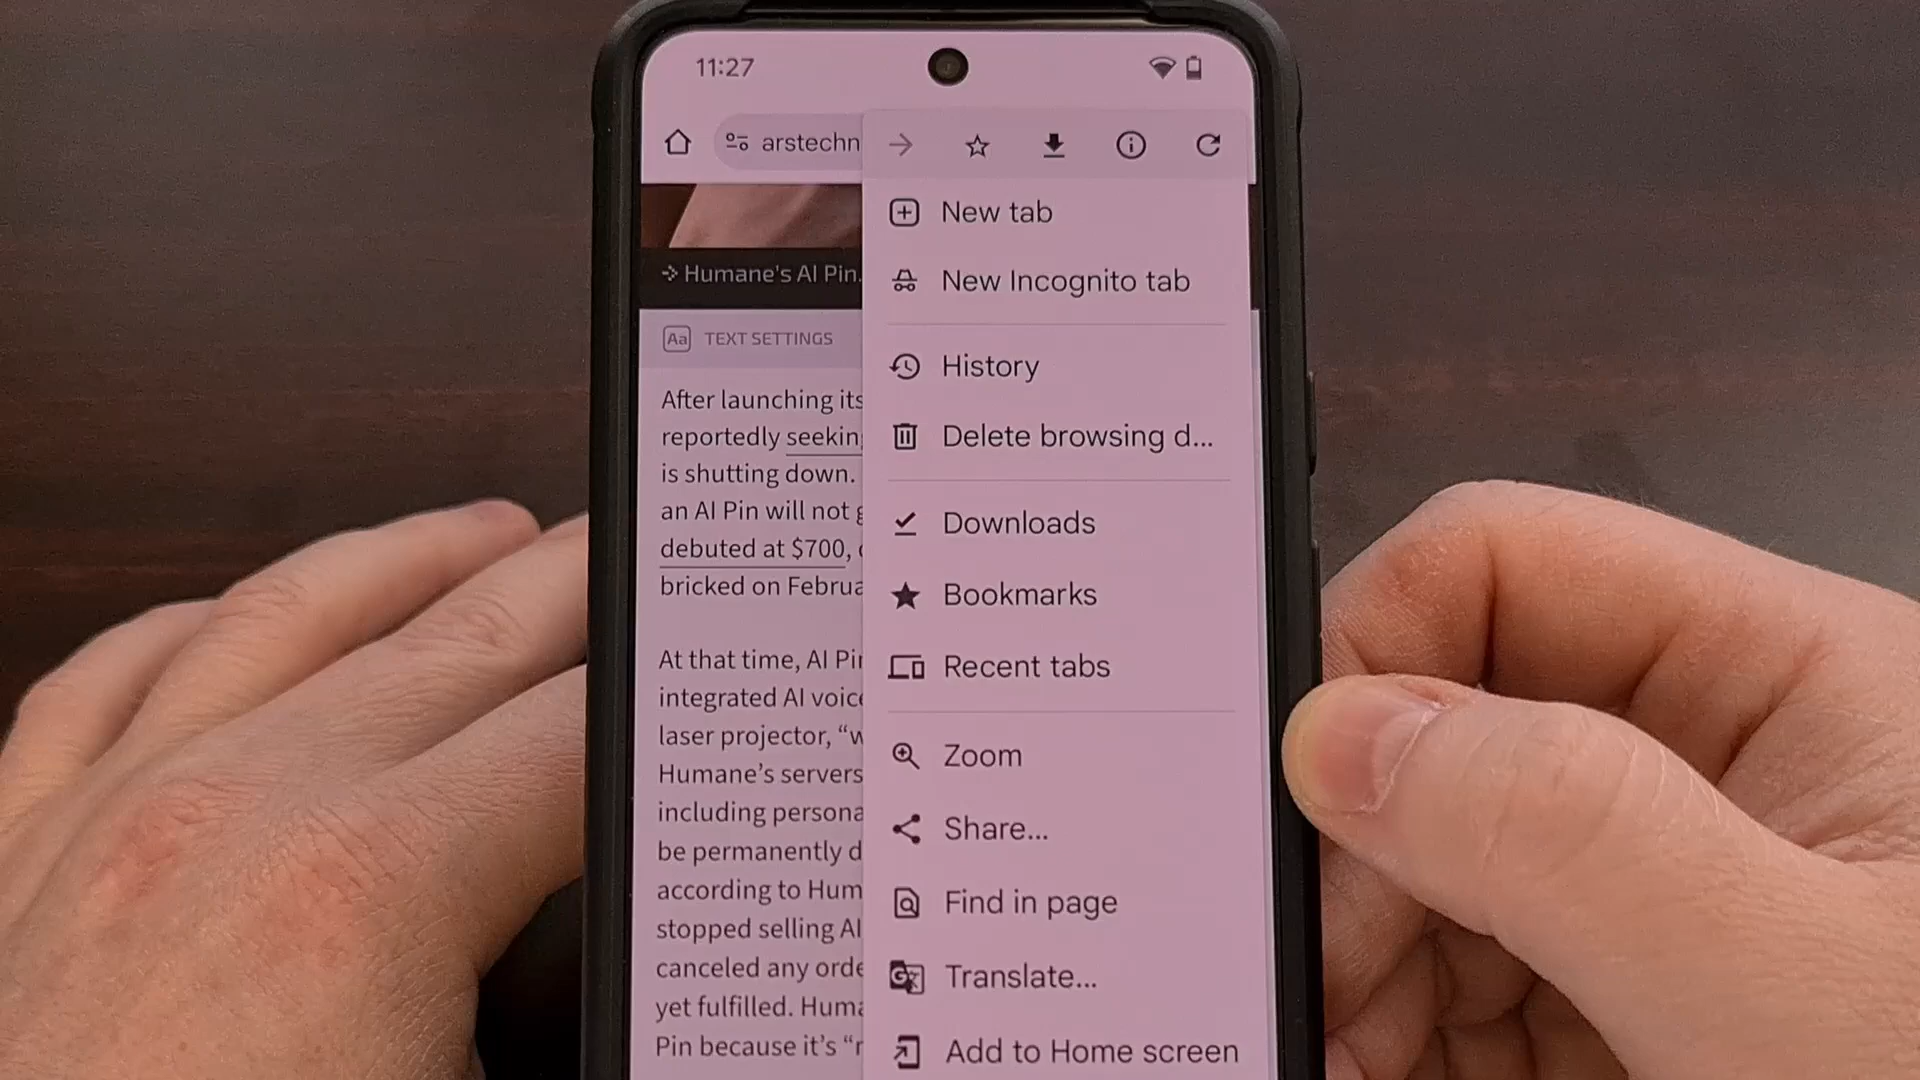 11:27
arstechn
New tab
Humane's AI Pin.
New Incognito tab
Aa TEXT SETTINGS
History
Delete browsing d...
After launching its
reportedly seekin
is shutting down.
an AI Pin will not
debuted at $700,
bricked on Februa
Downloads
Bookmarks
Recent tabs
At that time, AI Pin
integrated AI voice
laser projector, “w
Humane’s servers
including persona
be permanently d
according to Hum
stopped selling AI
canceled any orde
yet fulfilled. Huma
Pin because it’s “r
Zoom
Share...
Find in page
Translate...
Add to Home screen